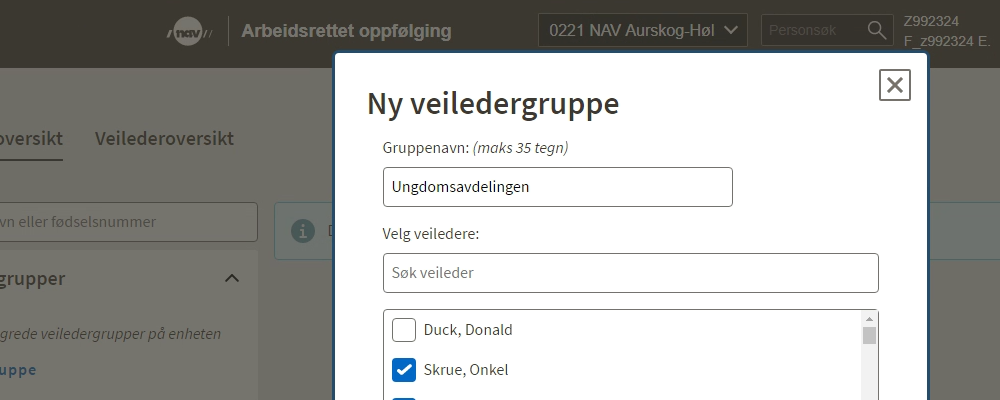 nav
Arbeidsrettet oppfølging
0221 NAV Aurskog-Høl
Personsøk
Z992324
F_z992324 E.
oversikt
Veilederoversikt
Ny veiledergruppe
Gruppenavn: (maks 35 tegn)
Ungdomsavdelingen
vn eller fødselsnummer
Velg veiledere:
Søk veileder
grupper
grede veiledergrupper på enheten
uppe
Duck, Donald
Skrue, Onkel